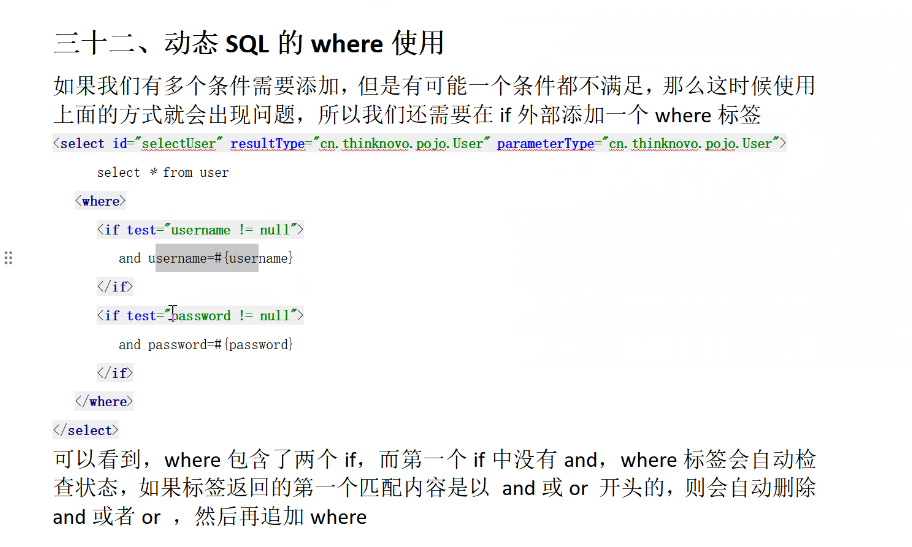 三十二、动态 SQL 的 where 使用
如果我们有多个条件需要添加，但是有可能一个条件都不满足，那么这时候使用
上面的方式就会出现问题，所以我们还需要在 if 外部添加一个 where 标签
<select id="selectUser" resultType="cn.thinknovo.pojo.User" parameterType="cn.thinknovo.pojo.User">
select * from user
<where>
<if test="username != null">
and username=#{username}
</if>
<if test="password != null">
and password=#{password}
</if>
</where>
</select>
可以看到，where 包含了两个 if，而第一个 if 中没有 and，where 标签会自动检
查状态，如果标签返回的第一个匹配内容是以 and 或 or 开头的，则会自动删除
and 或者 or ，然后再追加 where